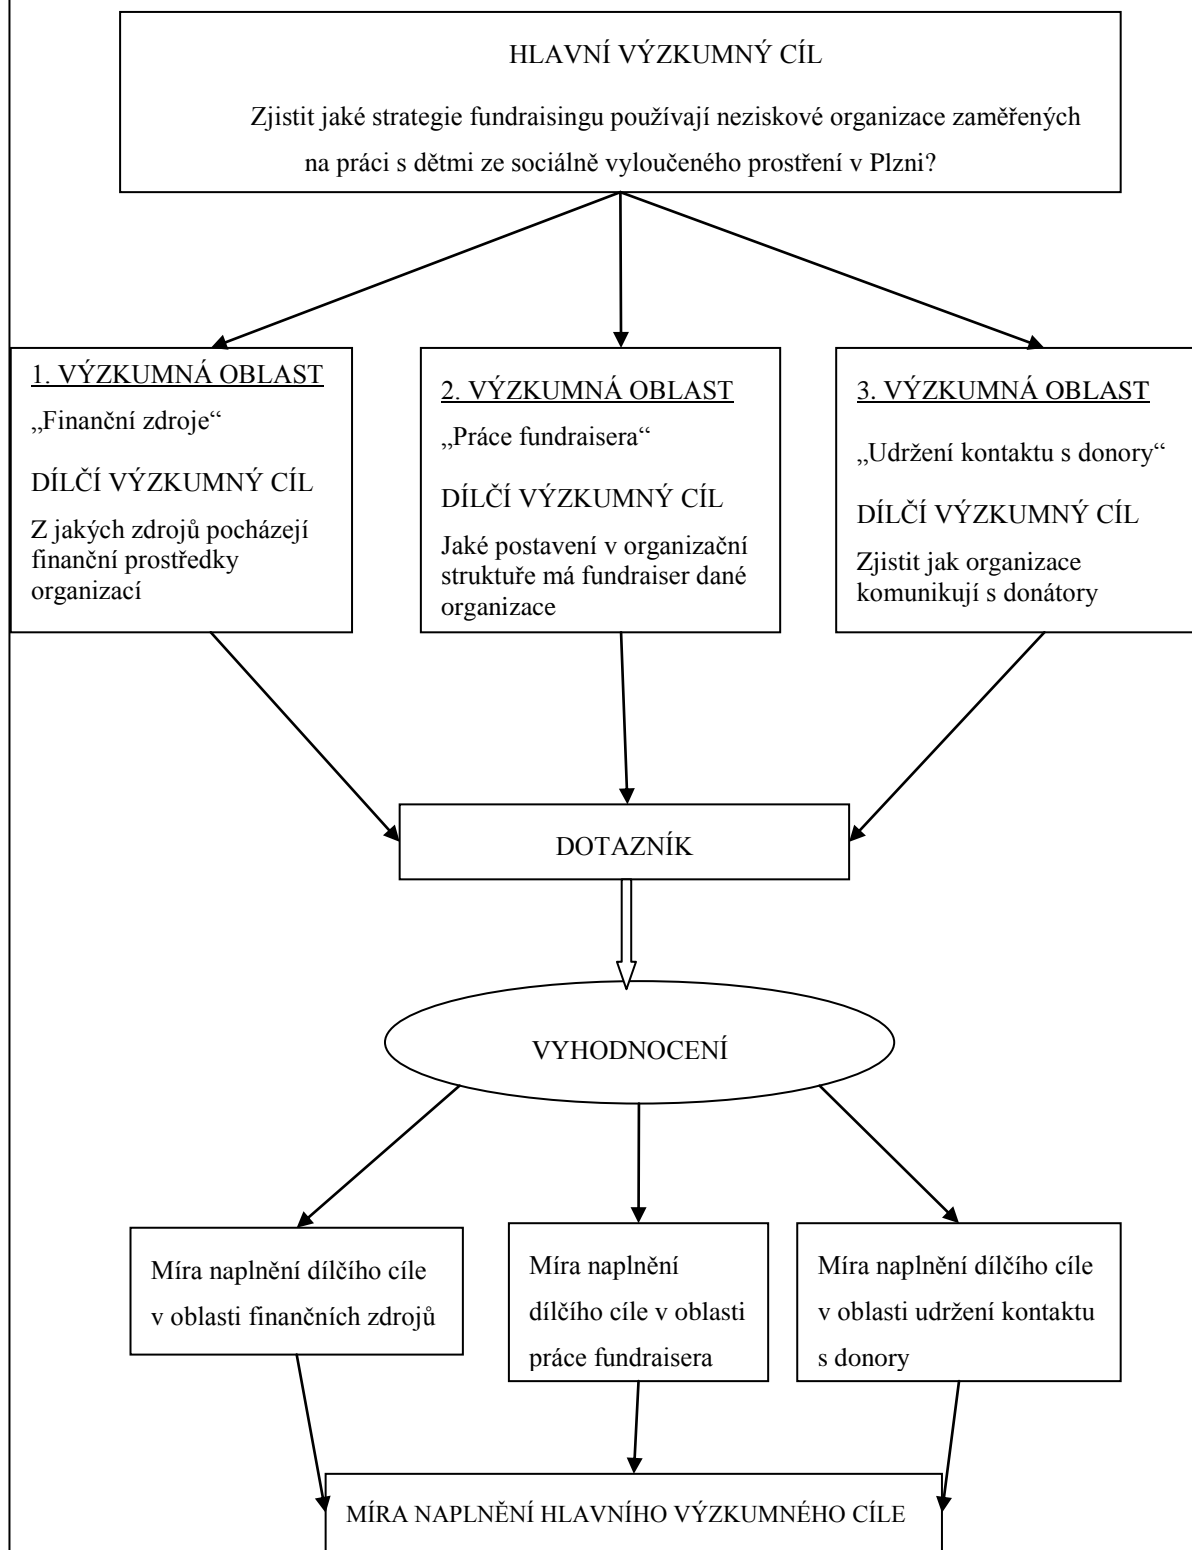 HLAVNÍ VÝZKUMNÝ CÍL
Zjistit jaké strategie fundraisingu používají neziskové organizace zaměřených
na práci s dětmi ze sociálně vyloučeného prostření v Plzni?
1. VÝZKUMNÁ OBLAST
„Finanční zdroje“
DÍLČÍ VÝZKUMNÝ CÍL
Z jakých zdrojů pocházejí
finanční prostředky
organizací
2. VÝZKUMNÁ OBLAST
„Práce fundraisera“
DÍLČÍ VÝZKUMNÝ CÍL
Jaké postavení v organizační
struktuře má fundraiser dané
organizace
3. VÝZKUMNÁ OBLAST
„Udržení kontaktu s donory“
DÍLČÍ VÝZKUMNÝ CÍL
Zjistit jak organizace
komunikují s donátory
DOTAZNÍK
VYHODNOCENÍ
Míra naplnění dílčího cíle
v oblasti finančních zdrojů
Míra naplnění
dílčího cíle v oblasti
práce fundraisera
Míra naplnění dílčího cíle
v oblasti udržení kontaktu
s donory
MÍRA NAPLNĚNÍ HLAVNÍHO VÝZKUMNÉHO CÍLE